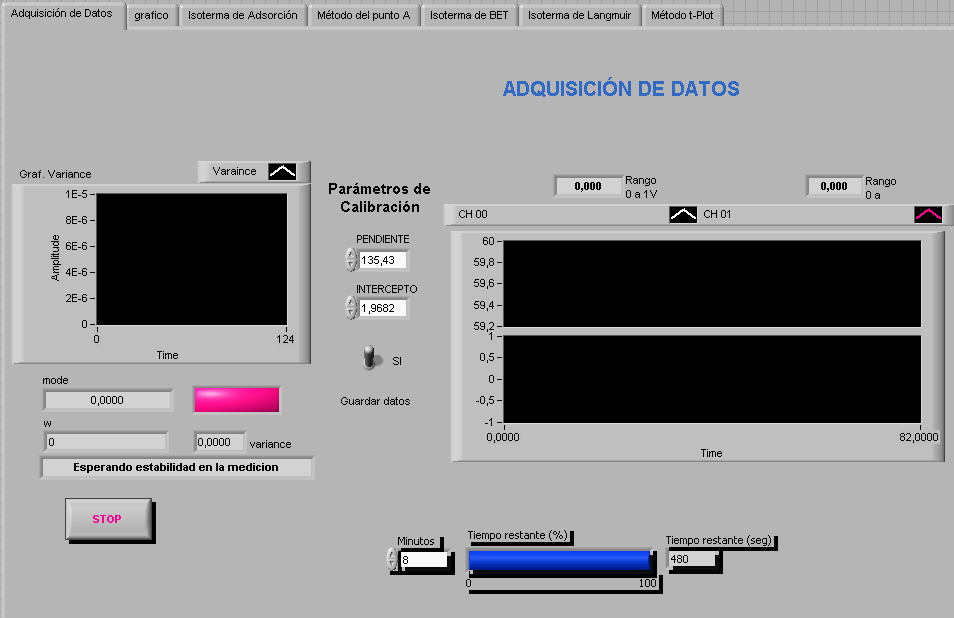 Adquisición de Datos
grafico
Isoterma de Adsorción
Método del punto A
Isoterma de BET
Isoterma de Langmuir
Método t-Plot
ADQUISICIÓN DE DATOS
Graf. Variance
Varaince
1E-5
8E-6
6E-6
4E-6
2E-6
0
Amplitude
0
124
Time
Parámetros de
Calibración
PENDIENTE
135,43
INTERCEPTO
1,9682
SI
Guardar datos
0,000
Rango
0 a 1V
0,000
Rango
0 a
CH 00
CH 01
60
59,8
59,6
59,4
59,2
1
0,5
0
-0,5
-1
0,0000
82,0000
Time
mode
0,0000
w
0
0,0000
variance
Esperando estabilidad en la medicion
STOP
Minutos
8
Tiempo restante (%)
0
100
Tiempo restante (seg)
480